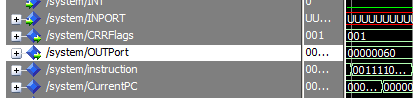 /system/INT 0
/system/INPORT UU... UUUUUUUUUU
/system/CRRFlags 001 001
/system/OUTPort 00... 00000060
/system/instruction 00... 0011110...
/system/CurrentPC 00... 000... 00000